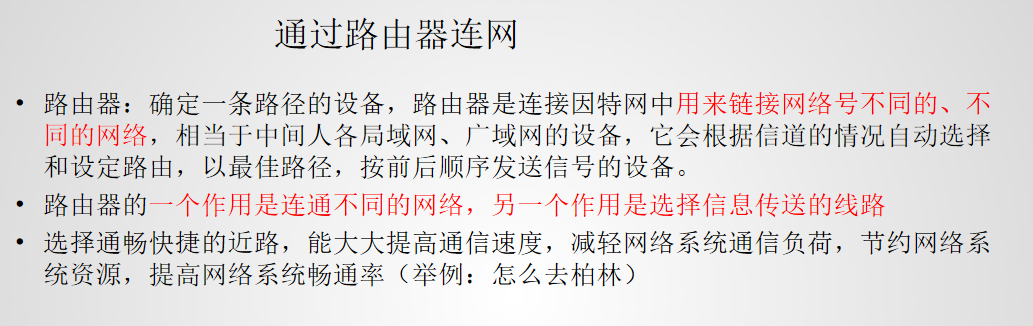 通过路由器连网
• 路由器：确定一条路径的设备，路由器是连接因特网中用来链接网络号不同的、不
同的网络，相当于中间人各局域网、广域网的设备，它会根据信道的情况自动选择
和设定路由，以最佳路径，按前后顺序发送信号的设备。
• 路由器的一个作用是连通不同的网络，另一个作用是选择信息传送的线路
• 选择通畅快捷的近路，能大大提高通信速度，减轻网络系统通信负荷，节约网络系
统资源，提高网络系统畅通率（举例：怎么去柏林）